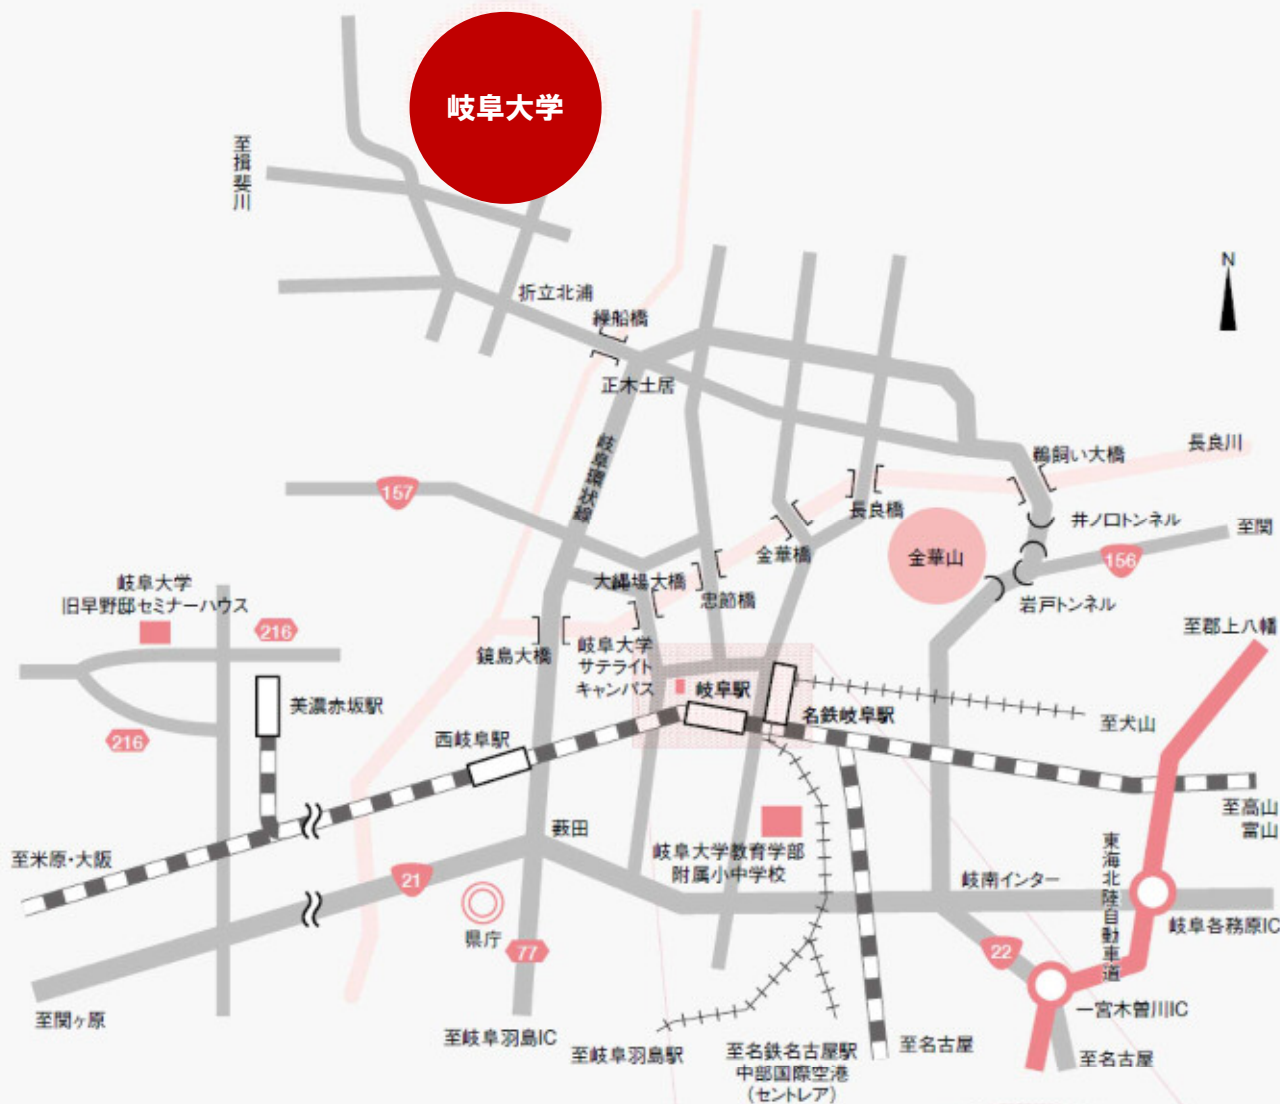 岐阜大学
至揖斐川
N
折立北浦
繰船橋
正木土居
岐阜環状線
長良川
鵜飼い大橋
157
長良橋
井ノ口トンネル
至関
金華橋
金華山
156
岐阜大学
旧早野邸セミナーハウス
大縄場大橋
忠節橋
岩戸トンネル
216
至郡上八幡
鏡島大橋
岐阜大学
サテライト
キャンパス
岐阜駅
美濃赤坂駅
名鉄岐阜駅
至犬山
216
西岐阜駅
至高山
富山
薮田
至米原・大阪
岐阜大学教育学部
附属小中学校
東海北陸自動車道
21
岐南インター
県庁
77
22
岐阜各務原IC
至関ヶ原
一宮木曽川IC
至岐阜羽島IC
至岐阜羽島駅
至名鉄名古屋駅
中部国際空港
（セントレア）
至名古屋
至名古屋